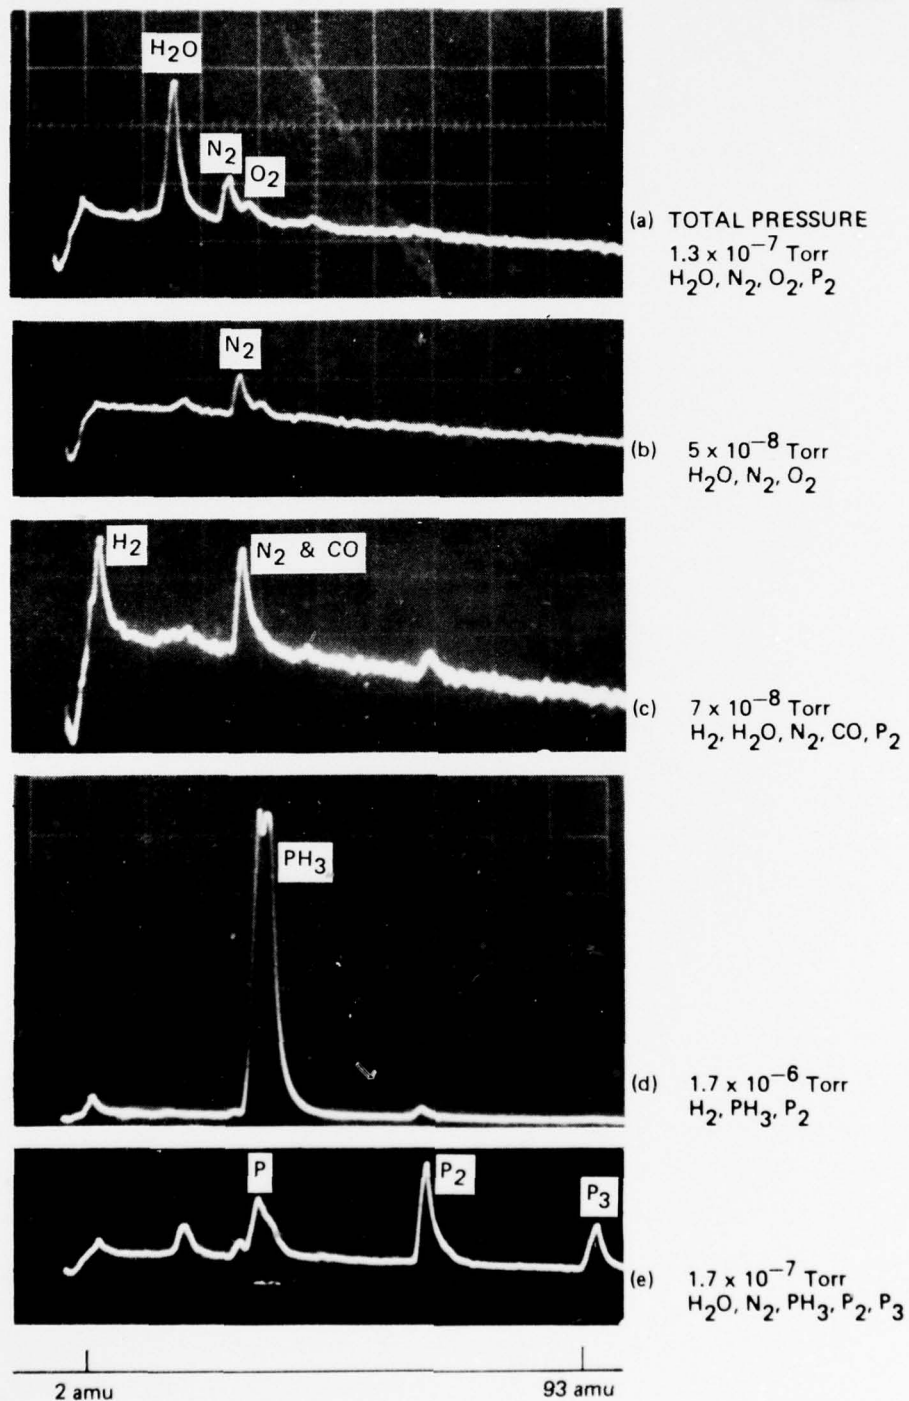 H2O
N2
O2
(a) TOTAL PRESSURE
1.3 x 10−7 Torr
H2O, N2, O2, P2
N2
(b) 5 x 10−8 Torr
H2O, N2, O2
H2
N2 & CO
(c) 7 x 10−8 Torr
H2, H2O, N2, CO, P2
PH3
(d) 1.7 x 10−6 Torr
H2, PH3, P2
P
P2
P3
(e) 1.7 x 10−7 Torr
H2O, N2, PH3, P2, P3
2 amu 93 amu